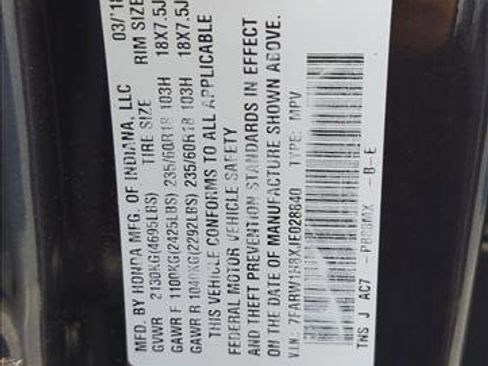 MFD. BY HONDA MFG. OF INDIANA, LLC 03/'18
GVWR 2130KG(4695LBS) TIRE SIZE RIM SIZE
GAWR F 1100KG(2425LBS) 235/60R18 103H 18X7.5J
GAWR R 1040KG(2292LBS) 235/60R18 103H 18X7.5J
THIS VEHICLE CONFORMS TO ALL APPLICABLE
FEDERAL MOTOR VEHICLE SAFETY
AND THEFT PREVENTION STANDARDS IN EFFECT
ON THE DATE OF MANUFACTURE SHOWN ABOVE.
V.I.N.: 7FARW1H8XJE028640 TYPE: MPV
TNS J AC7 -B-E